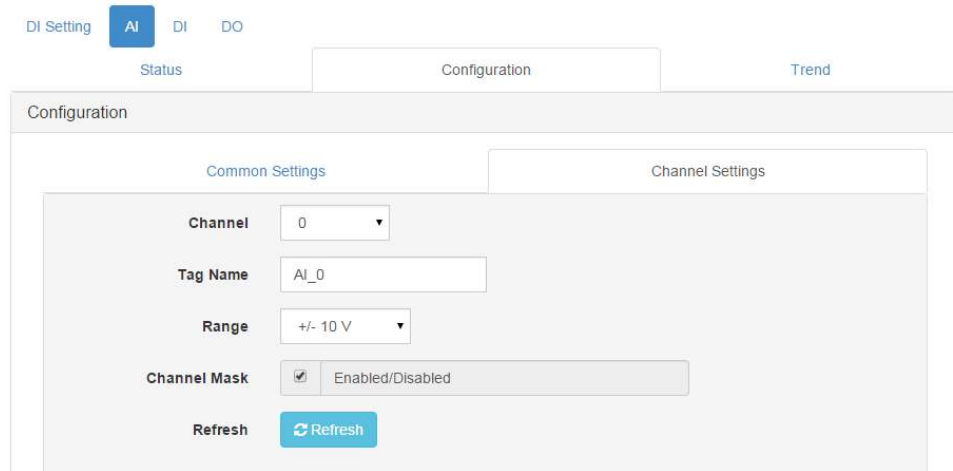 DI Setting AI DI DO
Status Configuration Trend
Configuration
Common Settings Channel Settings
Channel 0
Tag Name AI_0
Range +/- 10 V
Channel Mask Enabled/Disabled
Refresh Refresh